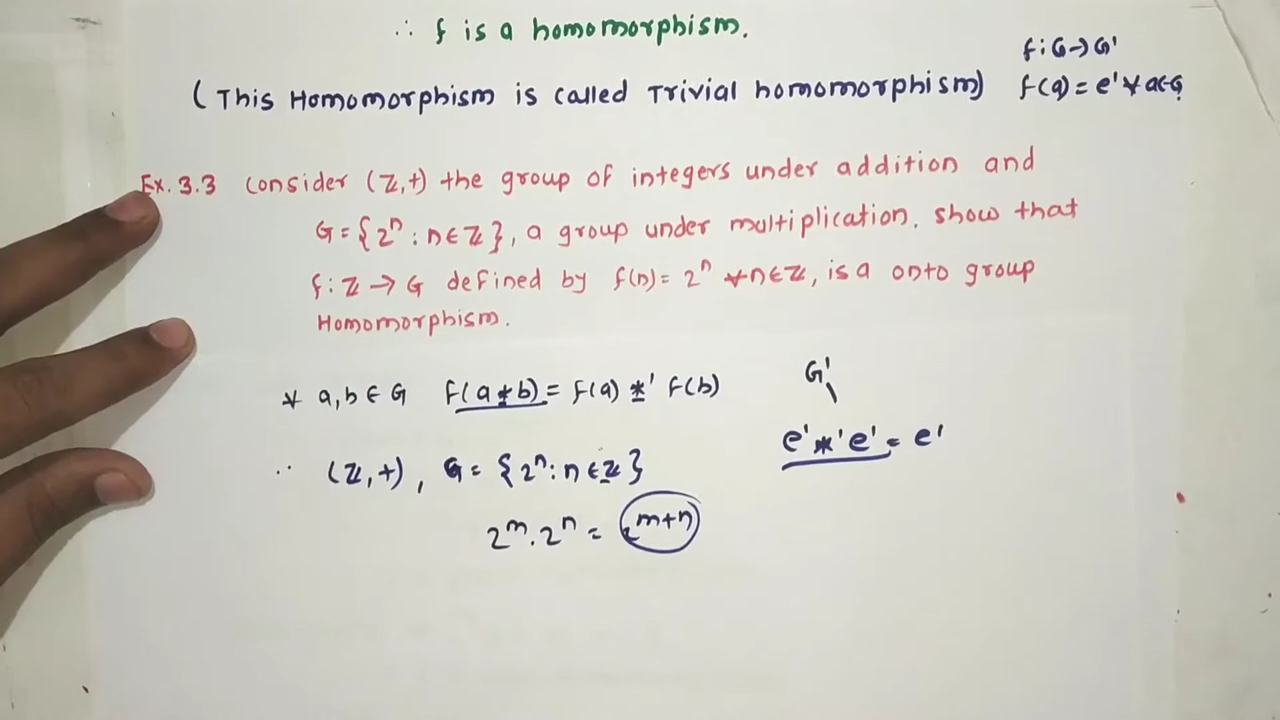 ∴ f is a homomorphism.
f:G→G'
(This Homomorphism is called Trivial homomorphism) f(a)=e' ∀ a∈G
Ex. 3.3 Consider (ℤ,+) the group of integers under addition and
G={2ⁿ : n∈ℤ}, a group under multiplication. show that
f:ℤ → G defined by f(n)= 2ⁿ ∀n∈ℤ, is a onto group
Homomorphism.
∀ a,b ∈ G f(a*b)= f(a) *' f(b) G'
e' *' e' = e'
∵ (ℤ,+), G = {2ⁿ : n∈ℤ}
2ᵐ.2ⁿ = 2ᵐ⁺ⁿ